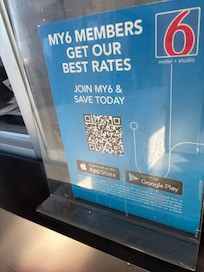 MY6 MEMBERS
GET OUR
BEST RATES
6
motel • studio
JOIN MY6 &
SAVE TODAY
App Store
Google Play